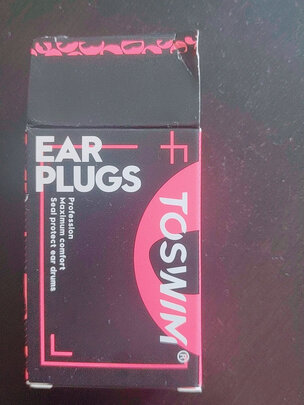 EAR
PLUGS
Profession
Maximum comfort
Seal protect ear drums
TOSWIM®